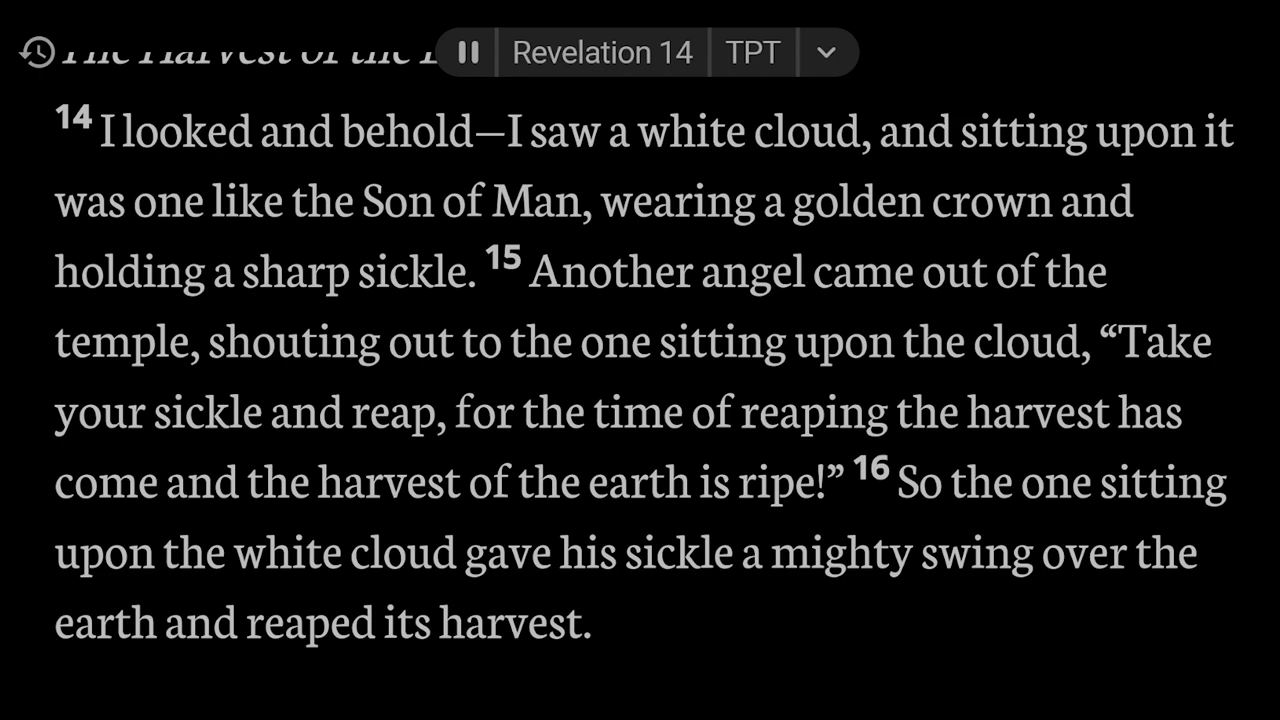 The Harvest of the
Revelation 14
TPT
14 I looked and behold—I saw a white cloud, and sitting upon it
was one like the Son of Man, wearing a golden crown and
holding a sharp sickle. 15 Another angel came out of the
temple, shouting out to the one sitting upon the cloud, “Take
your sickle and reap, for the time of reaping the harvest has
come and the harvest of the earth is ripe!” 16 So the one sitting
upon the white cloud gave his sickle a mighty swing over the
earth and reaped its harvest.